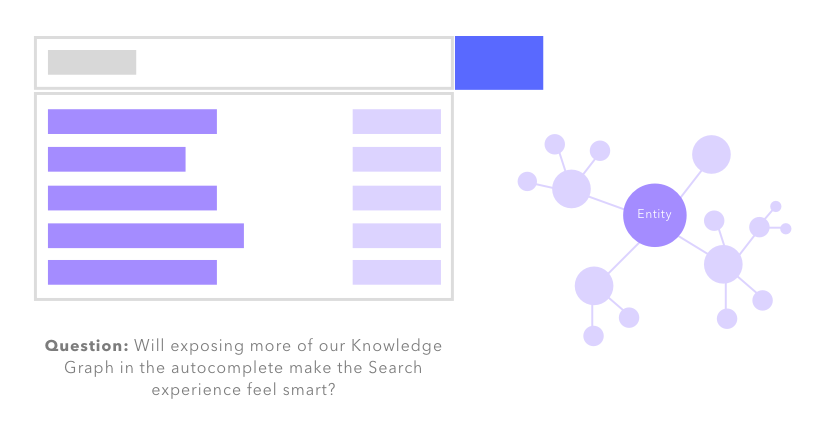 Entity
Question: Will exposing more of our Knowledge
Graph in the autocomplete make the Search
experience feel smart?